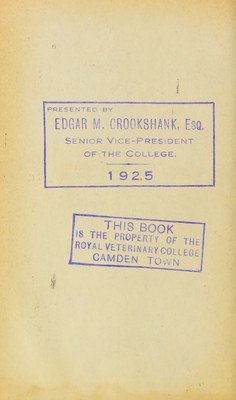 PRESENTED BY
EDGAR M. CROOKSHANK, ESQ.
SENIOR VICE-PRESIDENT
OF THE COLLEGE.
1925
THIS BOOK
IS THE PROPERTY OF THE
ROYAL VETERINARY COLLEGE
CAMDEN TOWN